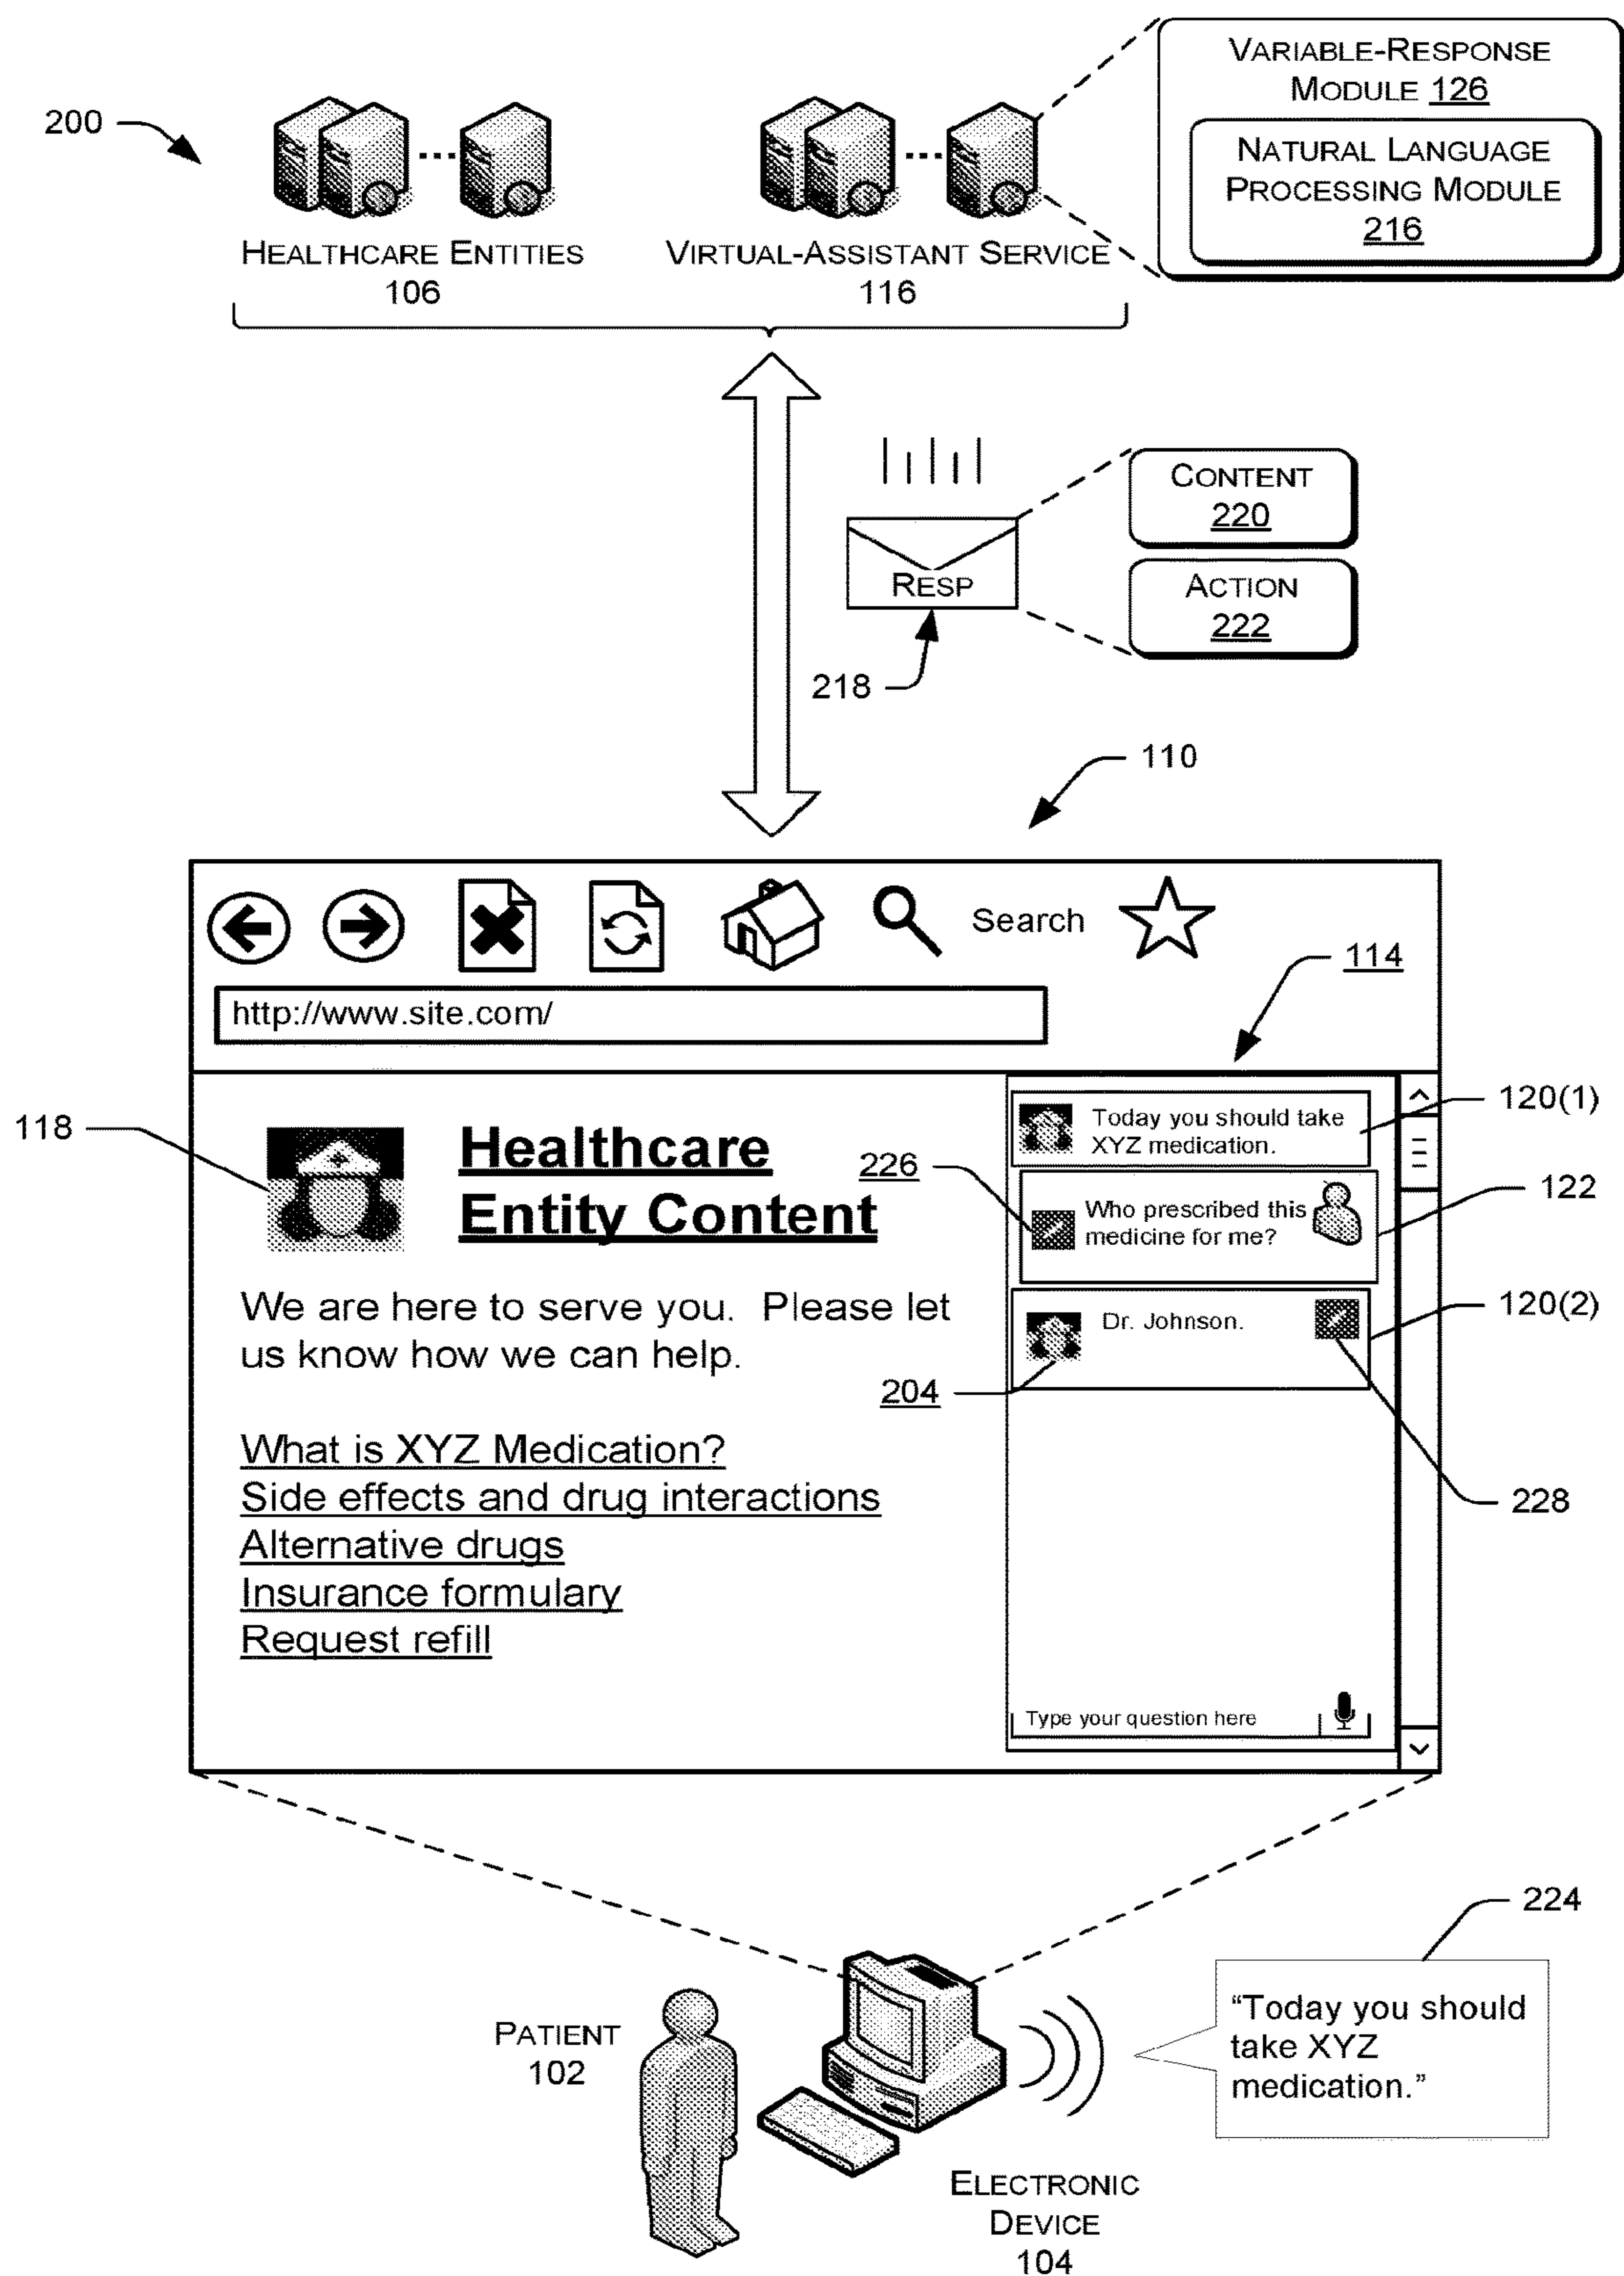 200
HEALTHCARE ENTITIES
106
VIRTUAL-ASSISTANT SERVICE
116
VARIABLE-RESPONSE
MODULE 126
NATURAL LANGUAGE
PROCESSING MODULE
216
RESP
218
CONTENT
220
ACTION
222
110
Search
http://www.site.com/
114
118
Healthcare
Entity Content
We are here to serve you. Please let
us know how we can help.
What is XYZ Medication?
Side effects and drug interactions
Alternative drugs
Insurance formulary
Request refill
Today you should take
XYZ medication.
120(1)
226
Who prescribed this
medicine for me?
122
Dr. Johnson.
120(2)
204
228
Type your question here
PATIENT
102
ELECTRONIC
DEVICE
104
224
“Today you should
take XYZ
medication.”